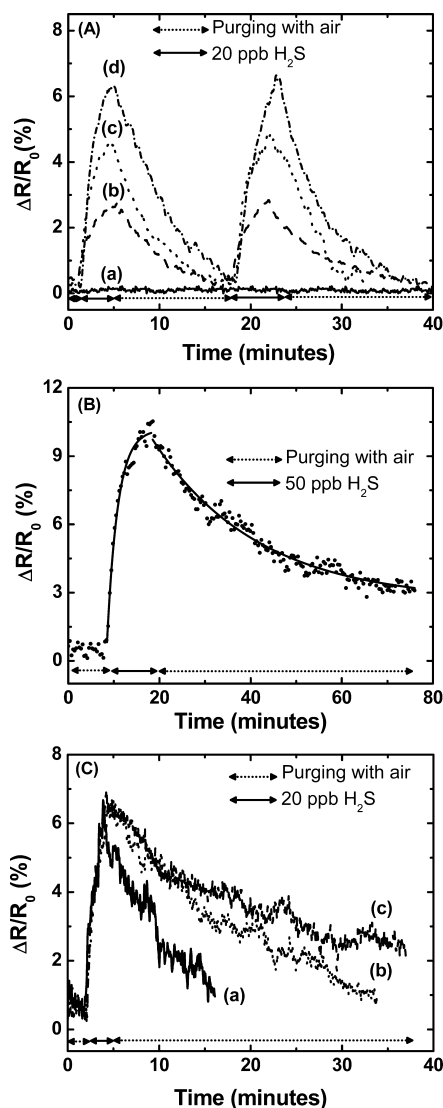 (A)
Purging with air
20 ppb H₂S
(d)
(c)
(b)
(a)
8
6
4
2
0
ΔR/R₀(%)
0 10 20 30 40
Time (minutes)
(B)
Purging with air
50 ppb H₂S
12
9
6
3
0
ΔR/R₀ (%)
0 20 40 60 80
Time (minutes)
(C)
Purging with air
20 ppb H₂S
(c)
(b)
(a)
8
6
4
2
0
ΔR/R₀ (%)
0 10 20 30 40
Time (minutes)